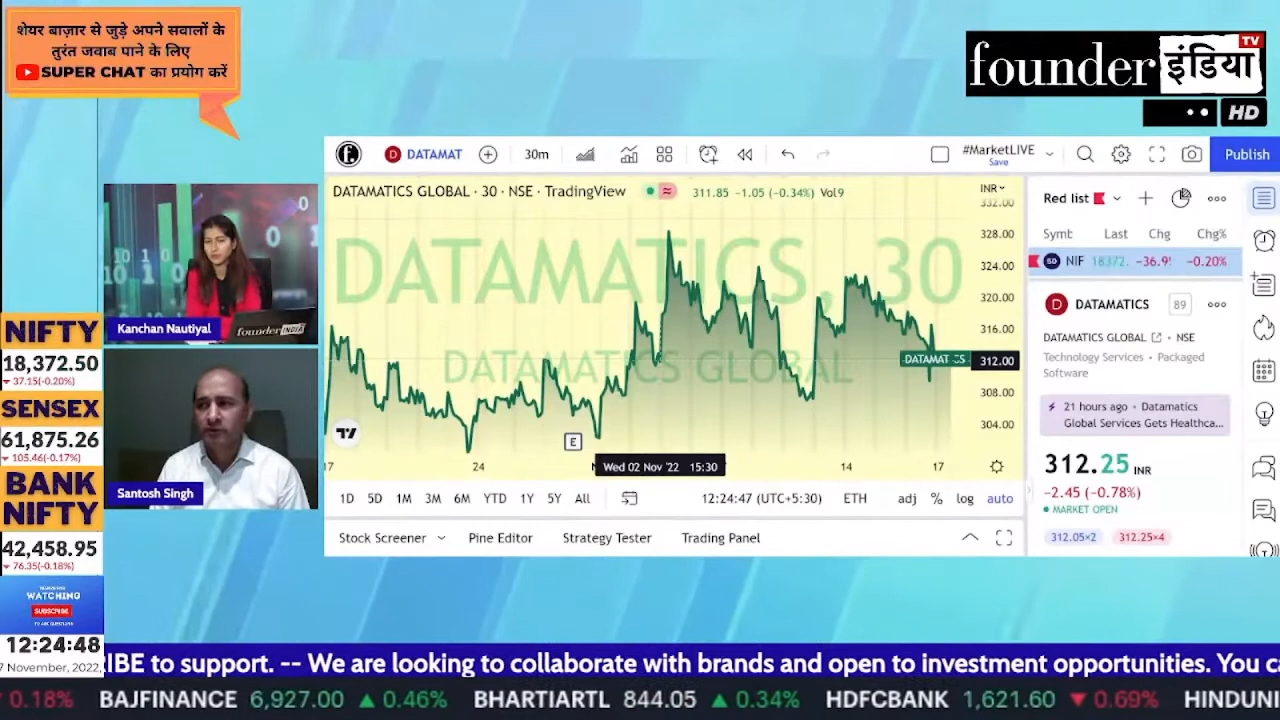 शेयर बाज़ार से जुड़े अपने सवालों के
तुरंत जवाब पाने के लिए
SUPER CHAT का प्रयोग करें
founder इंडिया TV
HD
DATAMAT
30m
#MarketLIVE
Save
Publish
DATAMATICS GLOBAL · 30 · NSE · TradingView
311.85 −1.05 (−0.34%) Vol9
INR
332.00
328.00
324.00
320.00
316.00
312.00
308.00
304.00
DATAMATICS 30
DATAMATICS GLOBAL
DATAMAT CS
E
17
24
Wed 02 Nov '22 15:30
14
17
1D 5D 1M 3M 6M YTD 1Y 5Y All
12:24:47 (UTC+5:30) ETH adj % log auto
Stock Screener Pine Editor Strategy Tester Trading Panel
Red list
Symb Last Chg Chg%
NIF 18372. −36.9 −0.20%
DATAMATICS 89
DATAMATICS GLOBAL · NSE
Technology Services · Packaged
Software
21 hours ago · Datamatics
Global Services Gets Healthca...
312.25 INR
−2.45 (−0.78%)
MARKET OPEN
312.05×2 312.25×4
Kanchan Nautiyal
founder INDIA
Santosh Singh
NIFTY
18,372.50
37.15(-0.20%)
SENSEX
61,875.26
105.46(-0.17%)
BANK
NIFTY
42,458.95
76.35(-0.18%)
WATCHING
SUBSCRIBE
12:24:48
7 November, 2022,
IBE to support. -- We are looking to collaborate with brands and open to investment opportunities. You ca
0.18% BAJFINANCE 6,927.00 ▲ 0.46% BHARTIARTL 844.05 ▲ 0.34% HDFCBANK 1,621.60 ▼ 0.69% HINDUNI